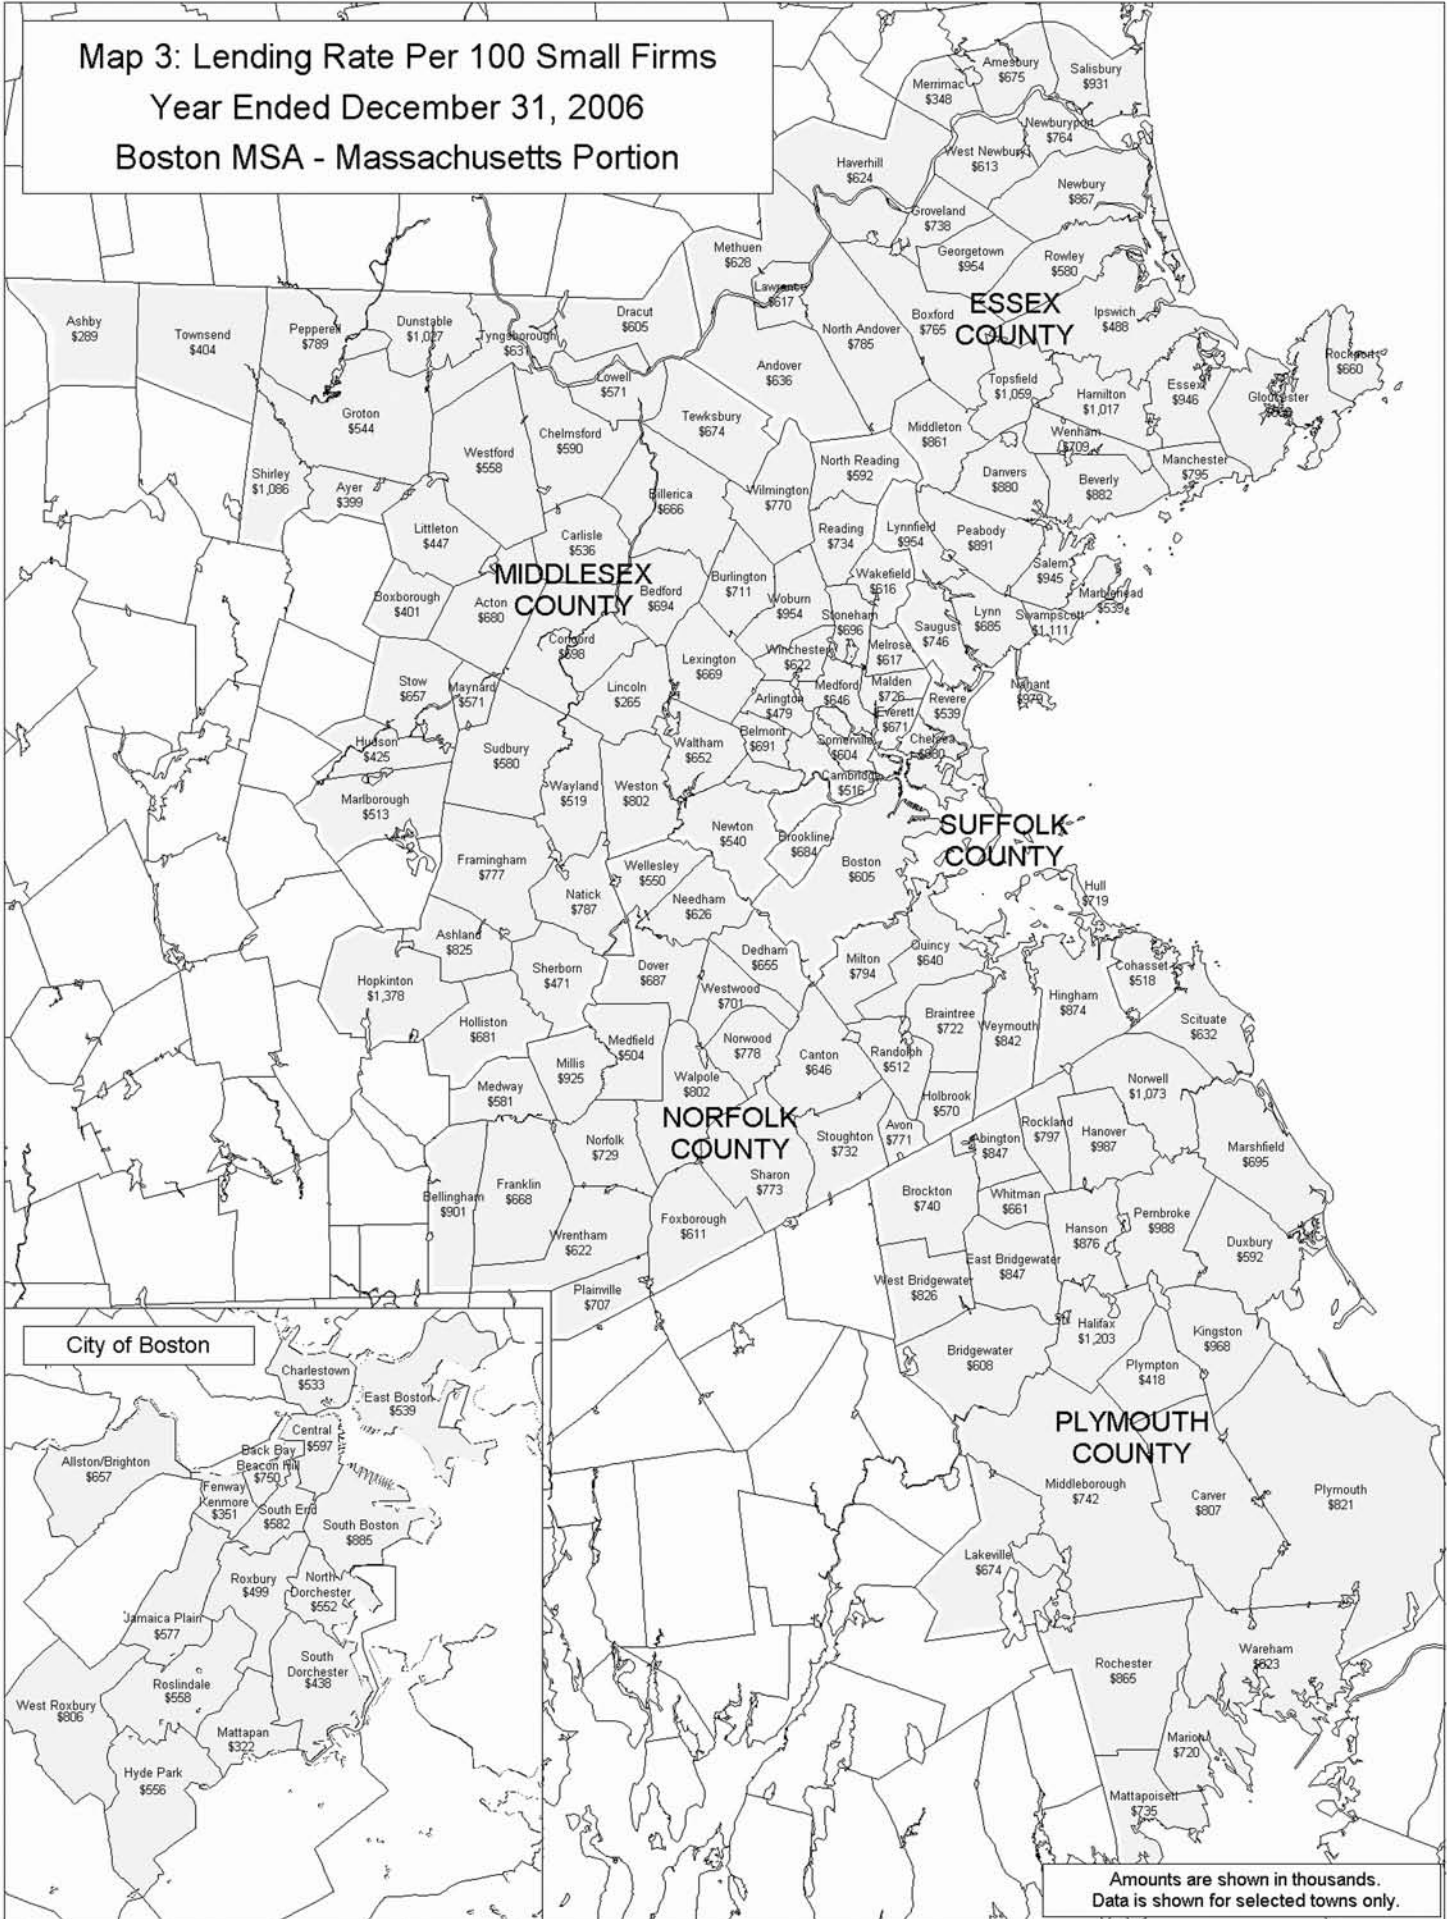 Map 3: Lending Rate Per 100 Small Firms
Year Ended December 31, 2006
Boston MSA - Massachusetts Portion
Amesbury
$675
Salisbury
$931
Merrimac
$348
Newburyport
$764
West Newbury
$613
Haverhill
$624
Newbury
$867
Groveland
$738
Georgetown
$954
Rowley
$580
Methuen
$628
Lawrence
$617
ESSEX
COUNTY
Ipswich
$488
Boxford
$765
North Andover
$785
Dracut
$605
Ashby
$289
Townsend
$404
Pepperell
$789
Dunstable
$1,027
Tyngsborough
$631
Andover
$636
Rockport
$660
Lowell
$571
Topsfield
$1,059
Hamilton
$1,017
Essex
$946
Gloucester
Groton
$544
Tewksbury
$674
Chelmsford
$590
Middleton
$861
Wenham
$709
Westford
$558
North Reading
$592
Manchester
$795
Danvers
$880
Beverly
$882
Shirley
$1,086
Ayer
$399
Billerica
$666
Wilmington
$770
Littleton
$447
Carlisle
$536
Reading
$734
Lynnfield
$954
Peabody
$891
Salem
$945
MIDDLESEX
COUNTY
Burlington
$711
Wakefield
$616
Marblehead
$539
Boxborough
$401
Acton
$680
Bedford
$694
Woburn
$954
Stoneham
$696
Saugus
$746
Lynn
$685
Swampscott
$1,111
Concord
$698
Lexington
$669
Winchester
$622
Melrose
$617
Stow
$657
Maynard
$571
Lincoln
$265
Arlington
$479
Medford
$646
Malden
$726
Revere
$539
Nahant
$979
Everett
$671
Hudson
$425
Sudbury
$580
Waltham
$652
Belmont
$691
Somerville
$604
Chelsea
Cambridge
$516
Marlborough
$513
Wayland
$519
Weston
$802
Newton
$540
Brookline
$684
SUFFOLK
COUNTY
Boston
$605
Framingham
$777
Wellesley
$550
Natick
$787
Needham
$626
Hull
$719
Ashland
$825
Dedham
$655
Milton
$794
Quincy
$640
Sherborn
$471
Dover
$687
Cohasset
$518
Hopkinton
$1,378
Westwood
$701
Hingham
$874
Holliston
$681
Braintree
$722
Weymouth
$842
Scituate
$632
Medfield
$504
Norwood
$778
Canton
$646
Randolph
$512
Millis
$925
Walpole
$802
Medway
$581
Holbrook
$570
Norwell
$1,073
NORFOLK
COUNTY
Norfolk
$729
Stoughton
$732
Avon
$771
Abington
$847
Rockland
$797
Hanover
$987
Marshfield
$695
Sharon
$773
Bellingham
$901
Franklin
$668
Brockton
$740
Whitman
$661
Foxborough
$611
Hanson
$876
Pembroke
$988
Wrentham
$622
Duxbury
$592
East Bridgewater
$847
West Bridgewater
$826
Plainville
$707
Halifax
$1,203
Kingston
$968
Bridgewater
$608
Plympton
$418
PLYMOUTH
COUNTY
Middleborough
$742
Carver
$807
Plymouth
$821
Lakeville
$674
Rochester
$865
Wareham
$623
Marion
$720
Mattapoisett
$735
City of Boston
Charlestown
$533
East Boston
$539
Central
$597
Back Bay
Beacon Hill
$750
Allston/Brighton
$657
Fenway
Kenmore
$351
South End
$582
South Boston
$885
Roxbury
$499
North
Dorchester
$552
Jamaica Plain
$577
South
Dorchester
$438
Roslindale
$558
West Roxbury
$806
Mattapan
$322
Hyde Park
$556
Amounts are shown in thousands.
Data is shown for selected towns only.